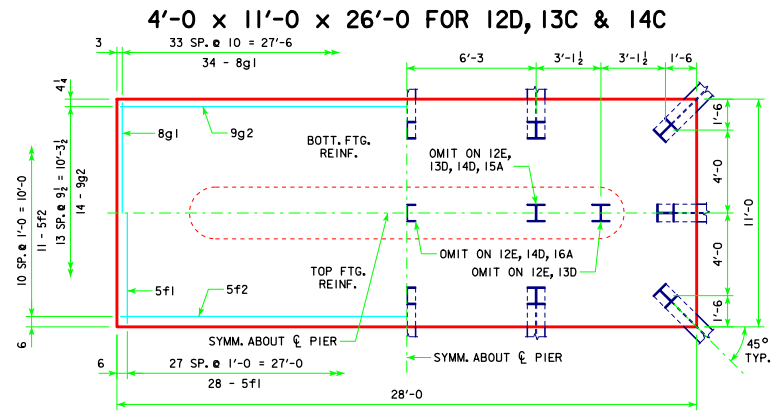 4'-0 x 11'-0 x 26'-0 FOR 12D, 13C & 14C
3
33 SP. @ 10 = 27'-6
34 - 8g1
6'-3
3'-1½
3'-1½
1'-6
4¼
8g1
9g2
BOTT. FTG.
REINF.
OMIT ON 12E,
13D, 14D, 15A
1'-6
4'-0
11'-0
4'-0
1'-6
10 SP. @ 1'-0 = 10'-0
11 - 5f2
13 SP. @ 9½ = 10'-3½
14 - 9g2
OMIT ON 12E, 14D, 16A
OMIT ON 12E, 13D
TOP FTG.
REINF.
5f1
5f2
6
SYMM. ABOUT ℄ PIER
SYMM. ABOUT ℄ PIER
45°
TYP.
6
27 SP. @ 1'-0 = 27'-0
28 - 5f1
28'-0